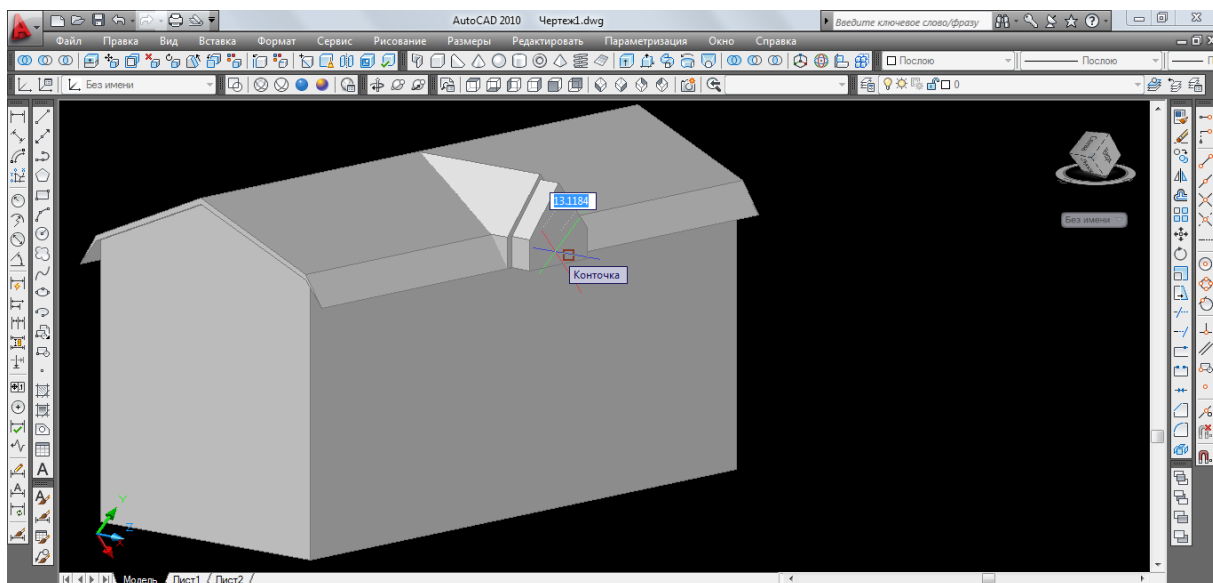 AutoCAD 2010 Чертеж1.dwg
Введите ключевое слово/фразу
Файл Правка Вид Вставка Формат Сервис Рисование Размеры Редактировать Параметризация Окно Справка
Послою Послою
Без имени 0
13.1184
Без имени
Конточка
Y
Z
X
Модель Лист1 Лист2